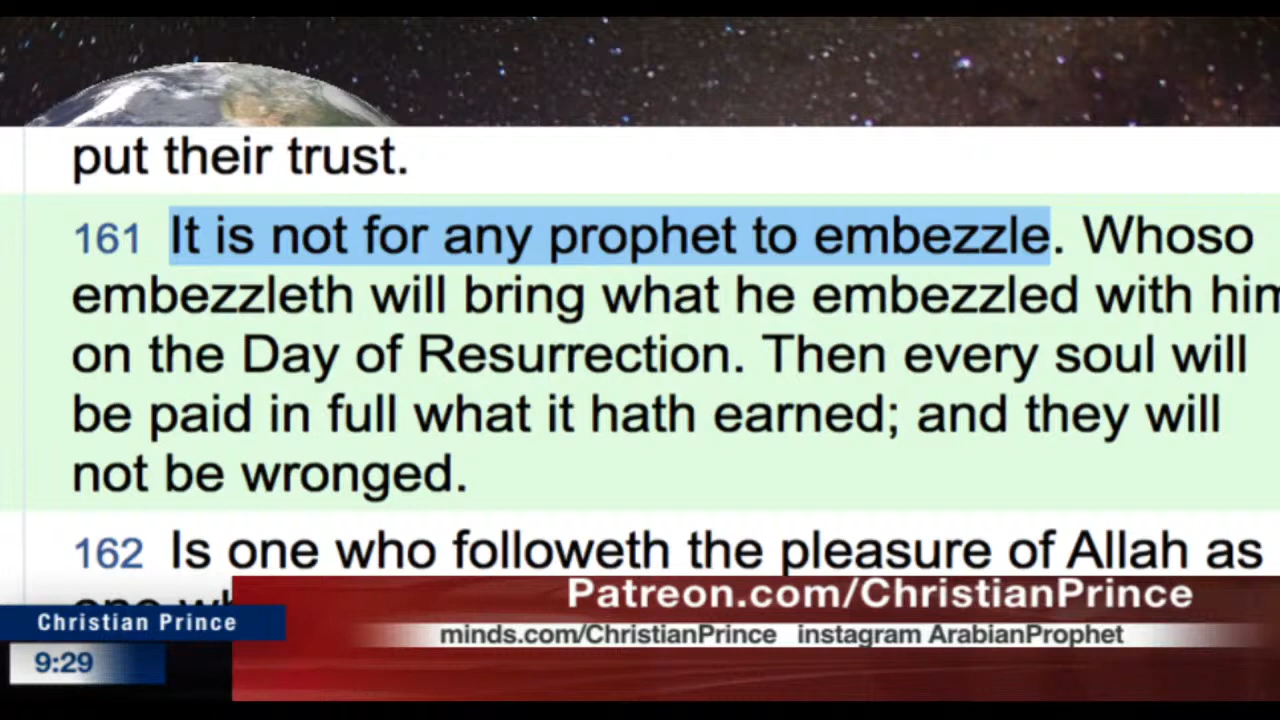 put their trust.
161 It is not for any prophet to embezzle. Whoso
embezzleth will bring what he embezzled with him
on the Day of Resurrection. Then every soul will
be paid in full what it hath earned; and they will
not be wronged.
162 Is one who followeth the pleasure of Allah as
one
Patreon.com/ChristianPrince
Christian Prince
minds.com/ChristianPrince instagram ArabianProphet
9:29